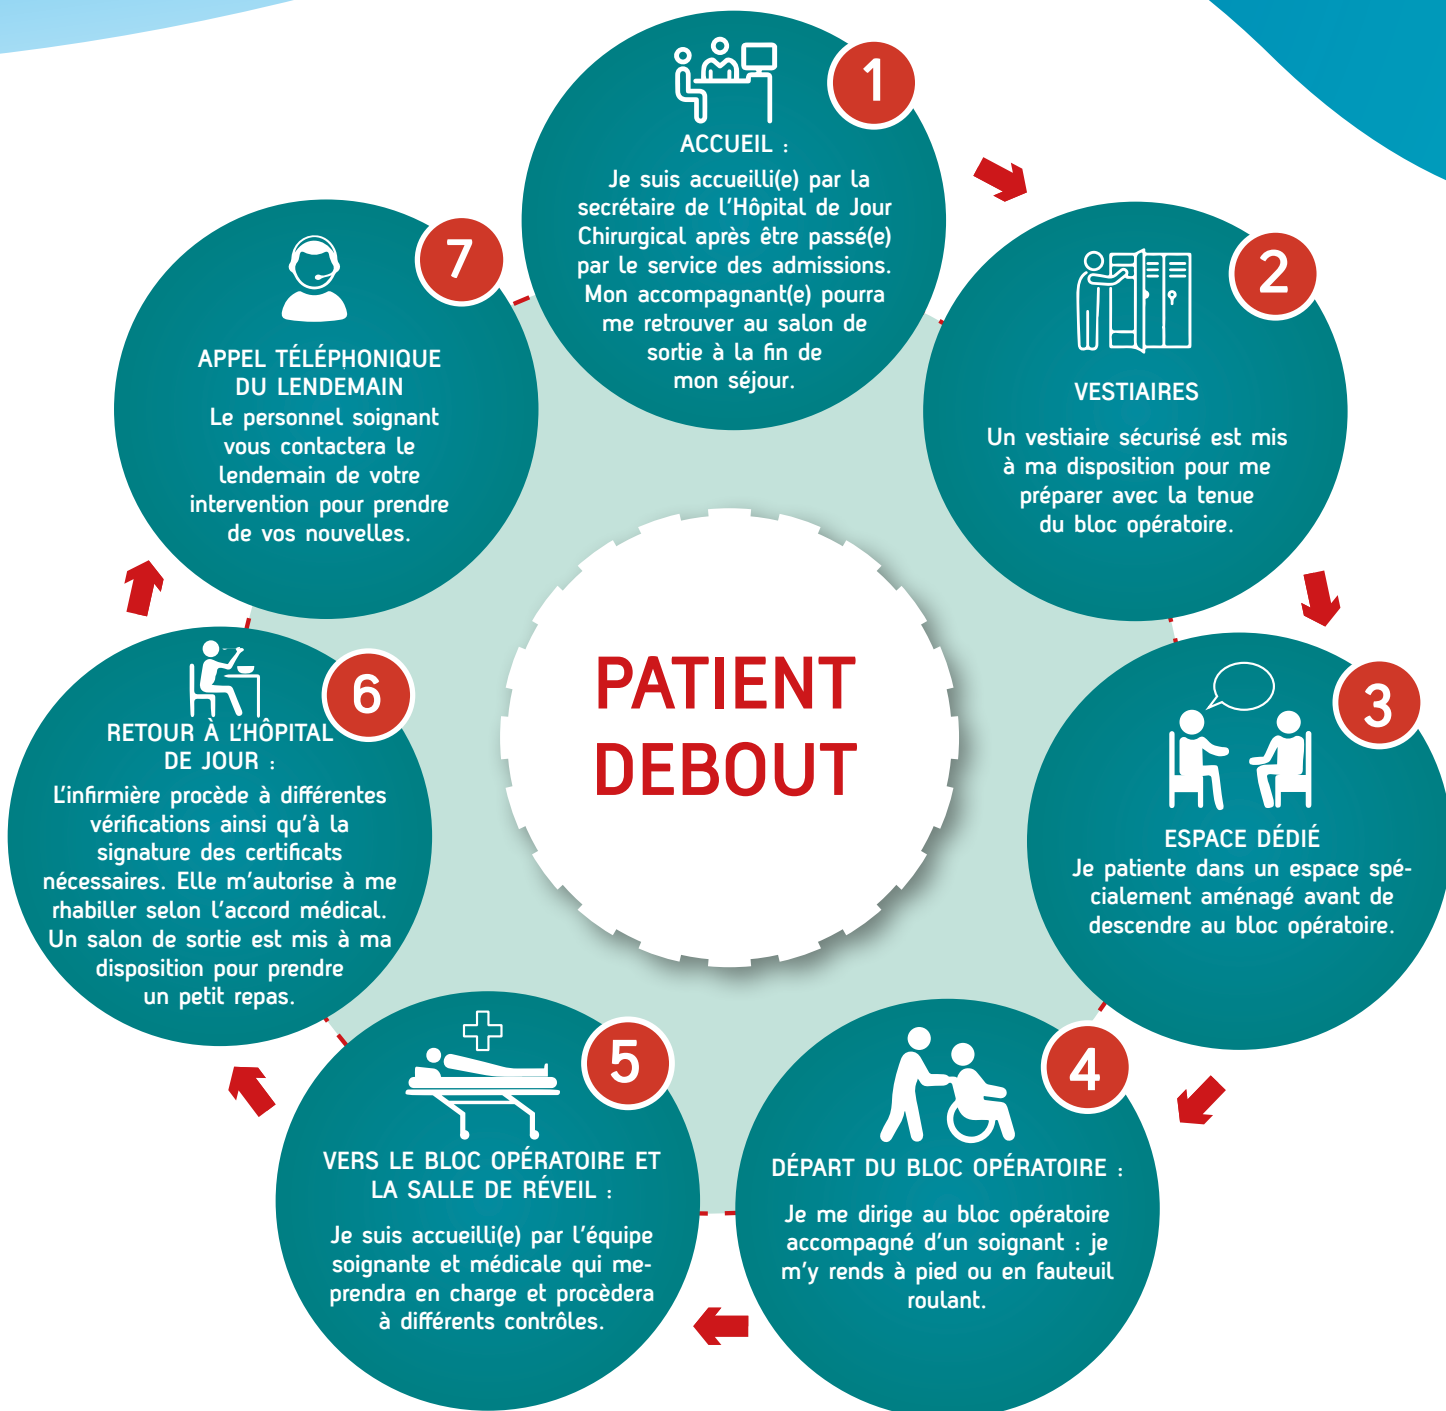 1
ACCUEIL :
Je suis accueilli(e) par la
secrétaire de l'Hôpital de Jour
Chirurgical après être passé(e)
par le service des admissions.
Mon accompagnant(e) pourra
me retrouver au salon de
sortie à la fin de
mon séjour.
2
VESTIAIRES
Un vestiaire sécurisé est mis
à ma disposition pour me
préparer avec la tenue
du bloc opératoire.
3
ESPACE DÉDIÉ
Je patiente dans un espace spé-
cialement aménagé avant de
descendre au bloc opératoire.
4
DÉPART DU BLOC OPÉRATOIRE :
Je me dirige au bloc opératoire
accompagné d'un soignant : je
m'y rends à pied ou en fauteuil
roulant.
5
VERS LE BLOC OPÉRATOIRE ET
LA SALLE DE RÉVEIL :
Je suis accueilli(e) par l'équipe
soignante et médicale qui me-
prendra en charge et procèdera
à différents contrôles.
6
RETOUR À L'HÔPITAL
DE JOUR :
L'infirmière procède à différentes
vérifications ainsi qu'à la
signature des certificats
nécessaires. Elle m'autorise à me
rhabiller selon l'accord médical.
Un salon de sortie est mis à ma
disposition pour prendre
un petit repas.
7
APPEL TÉLÉPHONIQUE
DU LENDEMAIN
Le personnel soignant
vous contactera le
lendemain de votre
intervention pour prendre
de vos nouvelles.
PATIENT
DEBOUT